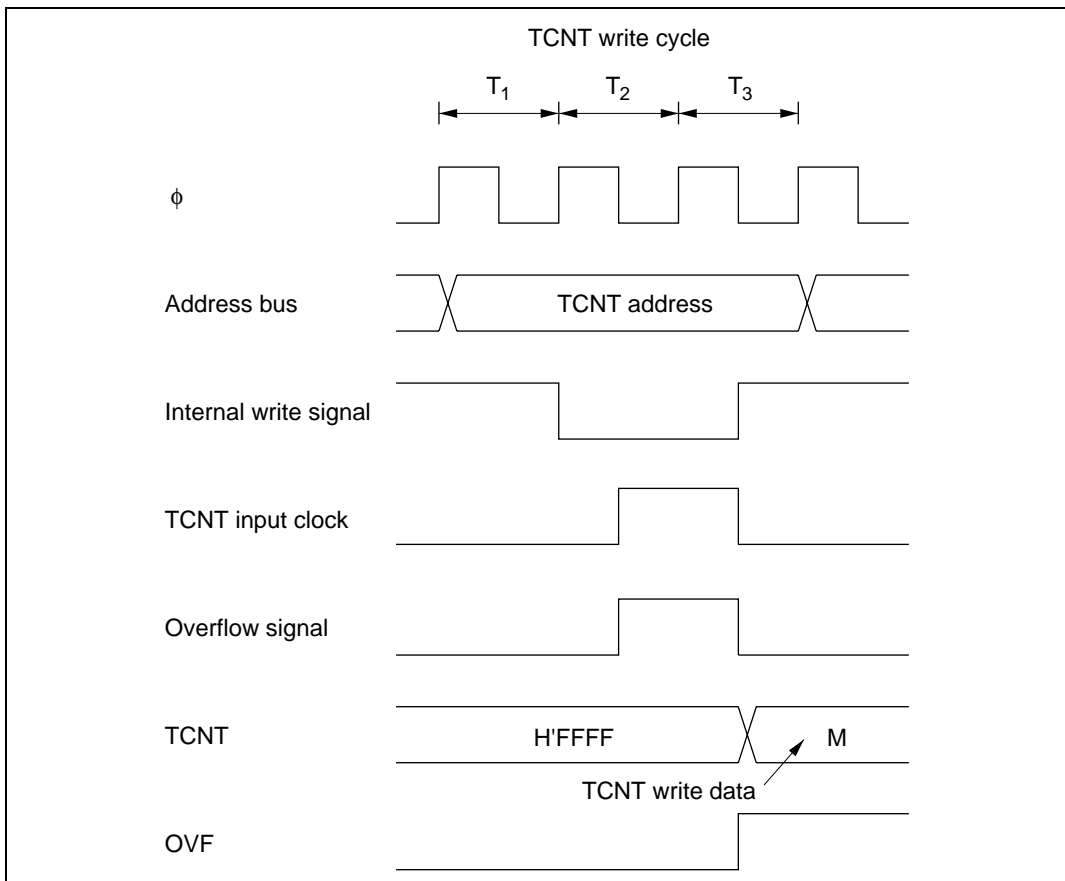 TCNT write cycle
T1 T2 T3
φ
Address bus TCNT address
Internal write signal
TCNT input clock
Overflow signal
TCNT H'FFFF M
TCNT write data
OVF